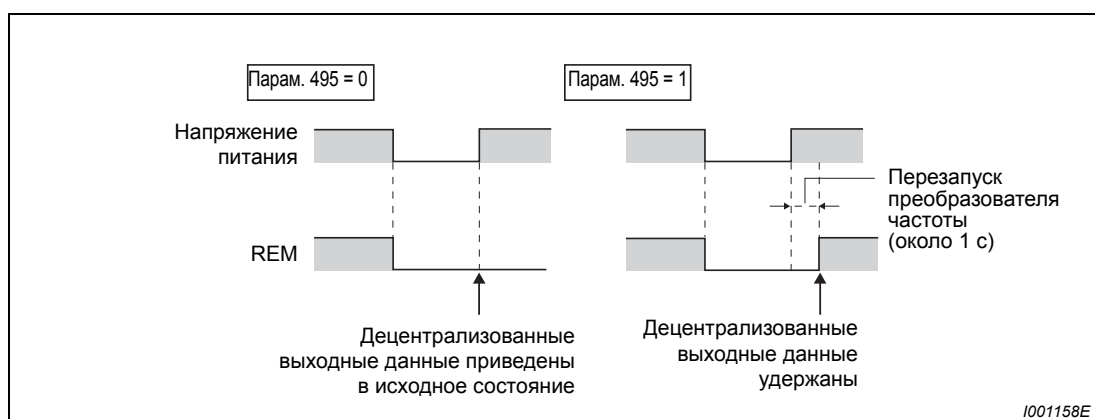 Парам. 495 = 0
Парам. 495 = 1
Напряжение
питания
Перезапуск
преобразователя
частоты
(около 1 с)
REM
Децентрализованные
выходные данные приведены
в исходное состояние
Децентрализованные
выходные данные
удержаны
I001158E